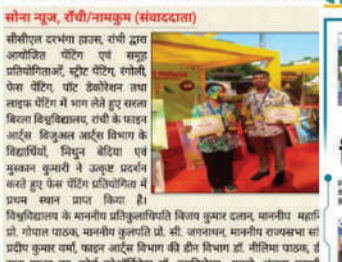 सोना न्यूज, राँची/नामकुम (संवाददाता)
सीसीएल दरभंगा हाउस, रांची द्वारा
आयोजित पेंटिंग एवं समूह
प्रतियोगिताओं, स्ट्रीट पेंटिंग, रंगोली,
फेस पेंटिंग, पॉट डेकोरेशन तथा
लाइफ पेंटिंग में भाग लेते हुए सरला
बिरला विश्वविद्यालय, रांची के फाइन
आर्ट्स विजुअल आर्ट्स विभाग के
विद्यार्थियों, मिथुन बेदिया एवं
मुस्कान कुमारी ने उत्कृष्ट प्रदर्शन
करते हुए फेस पेंटिंग प्रतियोगिता में
प्रथम स्थान प्राप्त किया है।
विश्वविद्यालय के माननीय प्रतिकुलाधिपति बिजय कुमार दलान, माननीय
प्रो. गोपाल पाठक, माननीय कुलपति प्रो. सी. जगनाथन, माननीय राज्यसभा
प्रदीप कुमार वर्मा, फाइन आर्ट्स विभाग की डीन विभाग डॉ. नीलिमा पाठक,